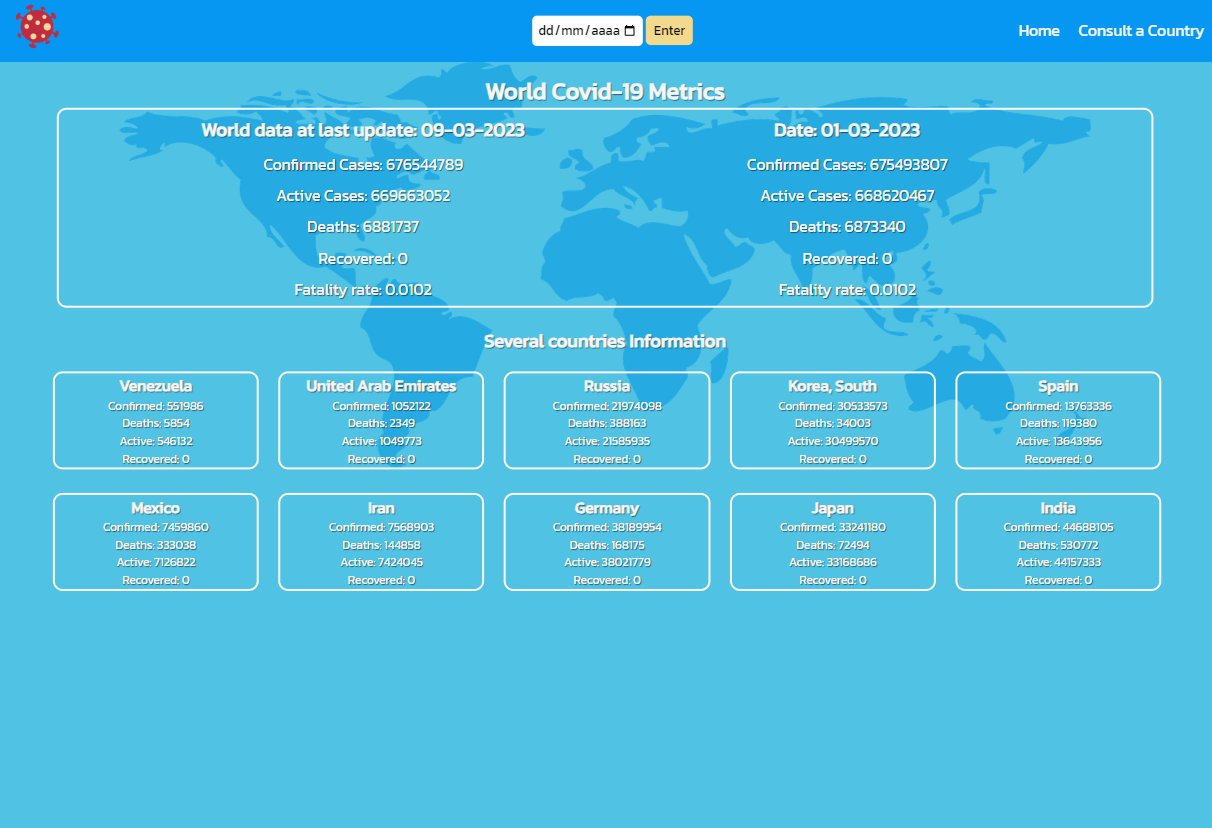 dd/mm/aaaa Enter Home Consult a Country
World Covid-19 Metrics
World data at last update: 09-03-2023
Confirmed Cases: 676544789
Active Cases: 669663052
Deaths: 6881737
Recovered: 0
Fatality rate: 0.0102
Date: 01-03-2023
Confirmed Cases: 675493807
Active Cases: 668620467
Deaths: 6873340
Recovered: 0
Fatality rate: 0.0102
Several countries Information
Venezuela
Confirmed: 551986
Deaths: 5854
Active: 546132
Recovered: 0
United Arab Emirates
Confirmed: 1052122
Deaths: 2349
Active: 1049773
Recovered: 0
Russia
Confirmed: 21974098
Deaths: 388163
Active: 21585935
Recovered: 0
Korea, South
Confirmed: 30533573
Deaths: 34003
Active: 30499570
Recovered: 0
Spain
Confirmed: 13763336
Deaths: 119380
Active: 13643956
Recovered: 0
Mexico
Confirmed: 7459860
Deaths: 333038
Active: 7126822
Recovered: 0
Iran
Confirmed: 7568903
Deaths: 144858
Active: 7424045
Recovered: 0
Germany
Confirmed: 38189954
Deaths: 168175
Active: 38021779
Recovered: 0
Japan
Confirmed: 33241180
Deaths: 72494
Active: 33168686
Recovered: 0
India
Confirmed: 44688105
Deaths: 530772
Active: 44157333
Recovered: 0